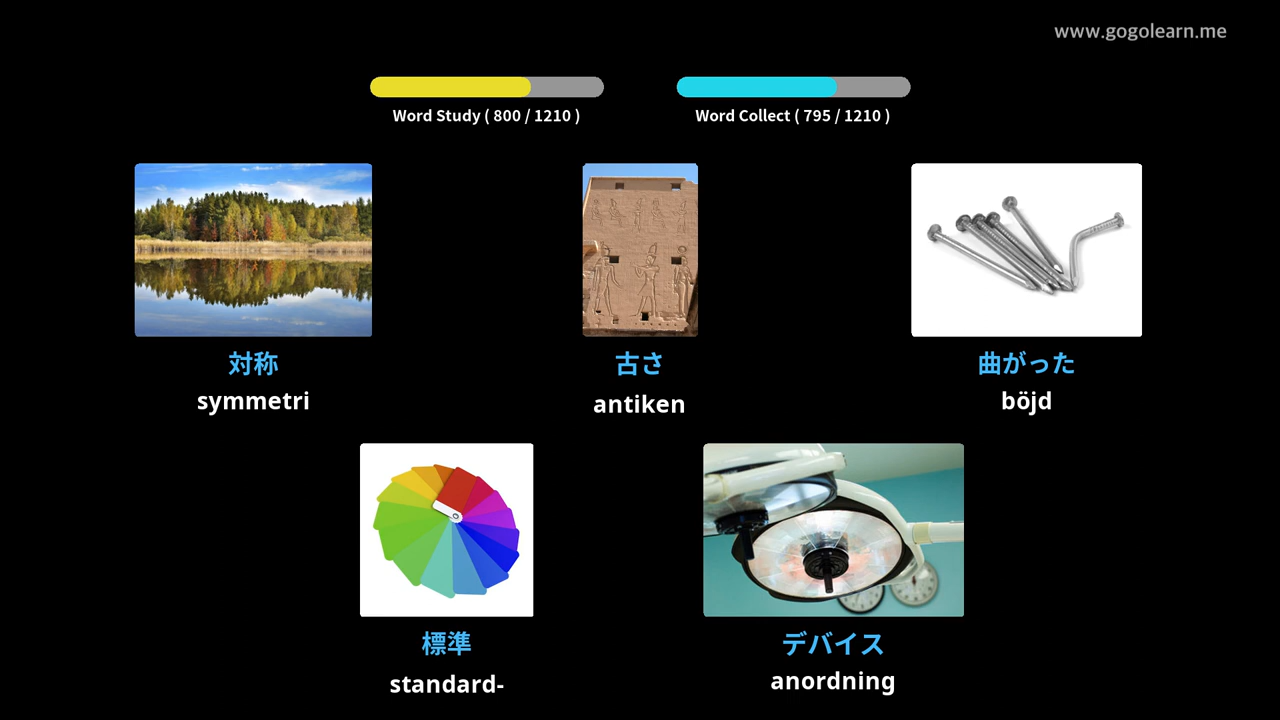 www.gogolearn.me
Word Study ( 800 / 1210 )
Word Collect ( 795 / 1210 )
対称
symmetri
古さ
antiken
曲がった
böjd
標準
standard-
デバイス
anordning